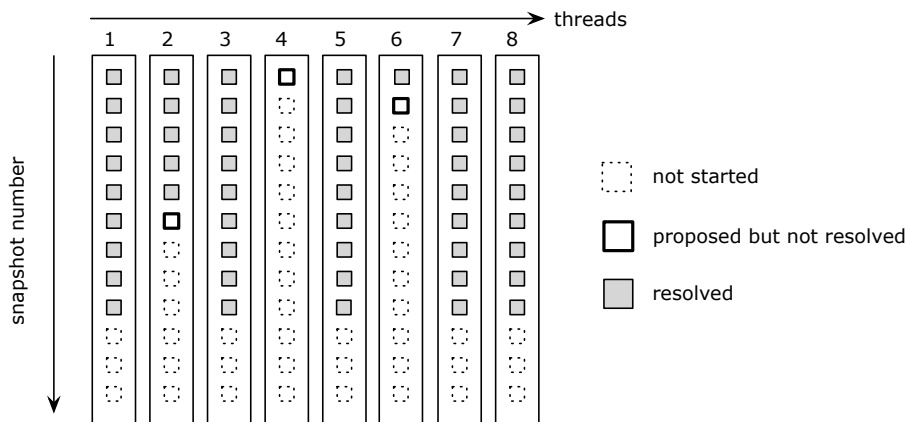 threads
1 2 3 4 5 6 7 8
snapshot number
not started
proposed but not resolved
resolved